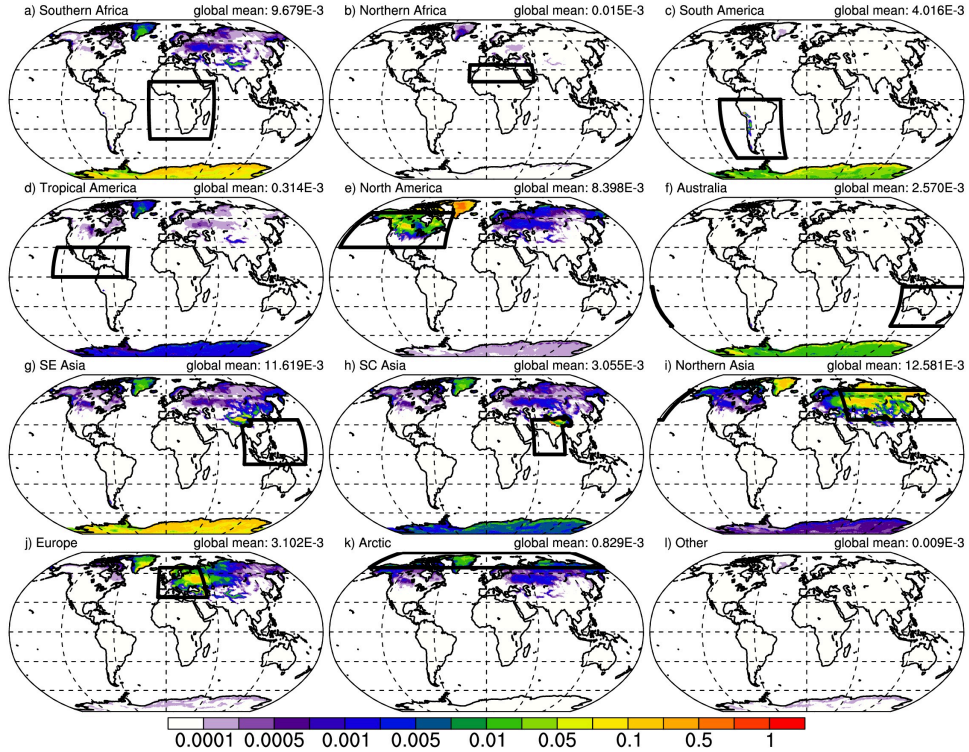 a) Southern Africa global mean: 9.679E-3
b) Northern Africa global mean: 0.015E-3
c) South America global mean: 4.016E-3
d) Tropical America global mean: 0.314E-3
e) North America global mean: 8.398E-3
f) Australia global mean: 2.570E-3
g) SE Asia global mean: 11.619E-3
h) SC Asia global mean: 3.055E-3
i) Northern Asia global mean: 12.581E-3
j) Europe global mean: 3.102E-3
k) Arctic global mean: 0.829E-3
l) Other global mean: 0.009E-3
0.0001 0.0005 0.001 0.005 0.01 0.05 0.1 0.5 1